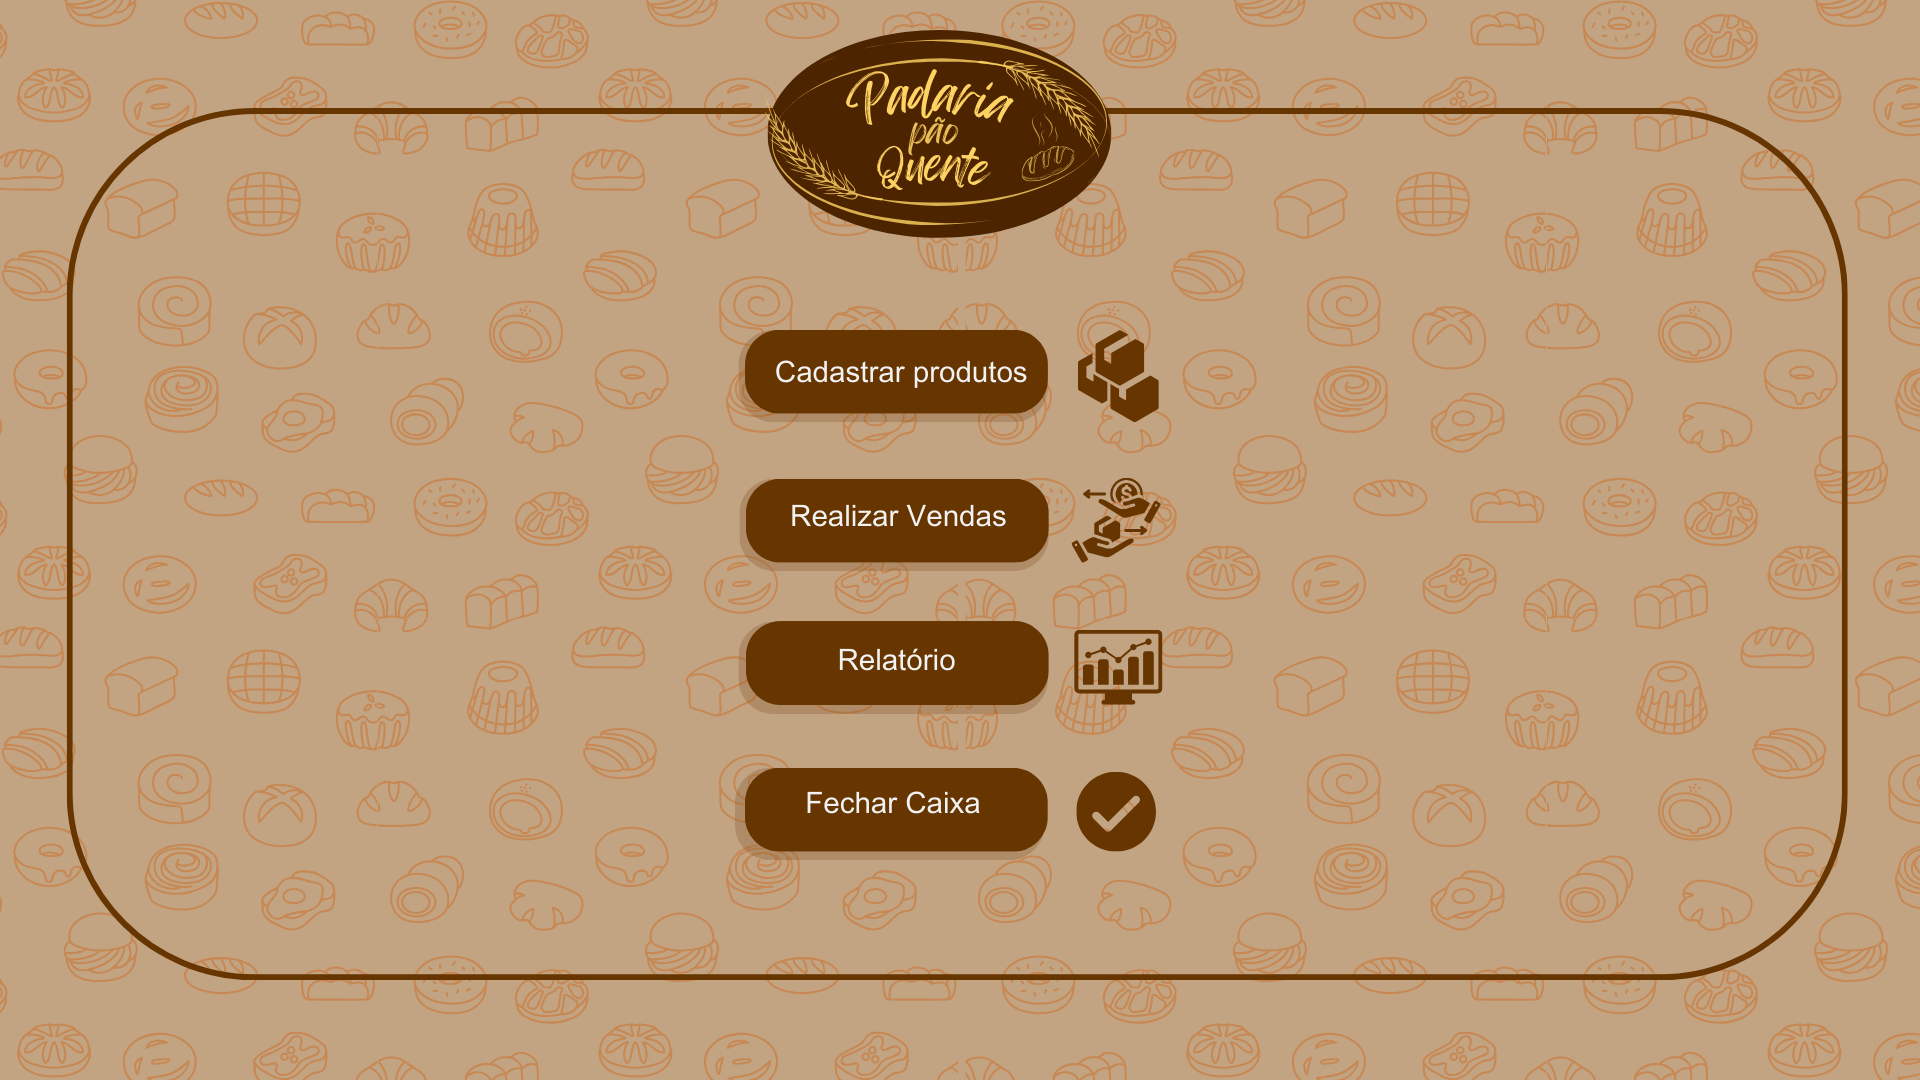 Padaria
pão
Quente
Cadastrar produtos
Realizar Vendas
Relatório
Fechar Caixa